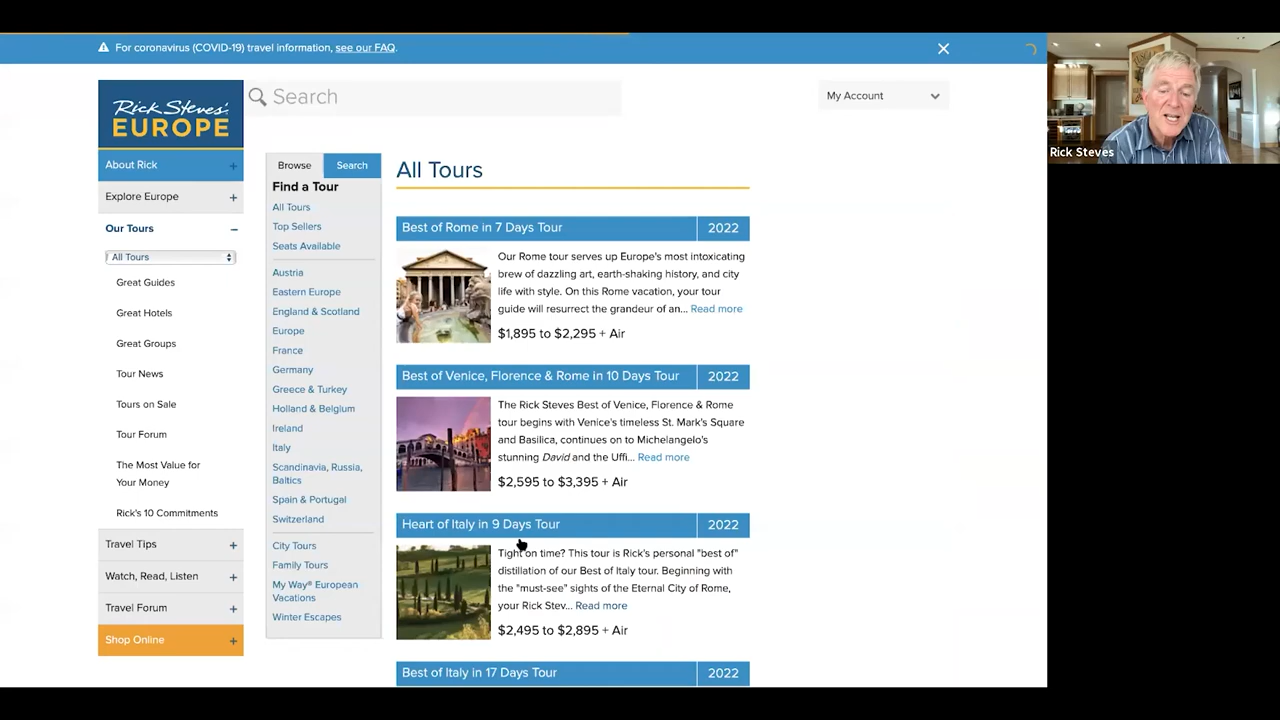 For coronavirus (COVID-19) travel information, see our FAQ.
Rick Steves'
EUROPE
Search
My Account
Rick Steves
About Rick
Explore Europe
Our Tours
All Tours
Great Guides
Great Hotels
Great Groups
Tour News
Tours on Sale
Tour Forum
The Most Value for
Your Money
Rick's 10 Commitments
Travel Tips
Watch, Read, Listen
Travel Forum
Shop Online
Browse
Search
Find a Tour
All Tours
Top Sellers
Seats Available
Austria
Eastern Europe
England & Scotland
Europe
France
Germany
Greece & Turkey
Holland & Belgium
Ireland
Italy
Scandinavia, Russia,
Baltics
Spain & Portugal
Switzerland
City Tours
Family Tours
My Way® European
Vacations
Winter Escapes
All Tours
Best of Rome in 7 Days Tour 2022
Our Rome tour serves up Europe's most intoxicating
brew of dazzling art, earth-shaking history, and city
life with style. On this Rome vacation, your tour
guide will resurrect the grandeur of an... Read more
$1,895 to $2,295 + Air
Best of Venice, Florence & Rome in 10 Days Tour 2022
The Rick Steves Best of Venice, Florence & Rome
tour begins with Venice's timeless St. Mark's Square
and Basilica, continues on to Michelangelo's
stunning David and the Uffi... Read more
$2,595 to $3,395 + Air
Heart of Italy in 9 Days Tour 2022
Tight on time? This tour is Rick's personal "best of"
distillation of our Best of Italy tour. Beginning with
the "must-see" sights of the Eternal City of Rome,
your Rick Stev... Read more
$2,495 to $2,895 + Air
Best of Italy in 17 Days Tour 2022